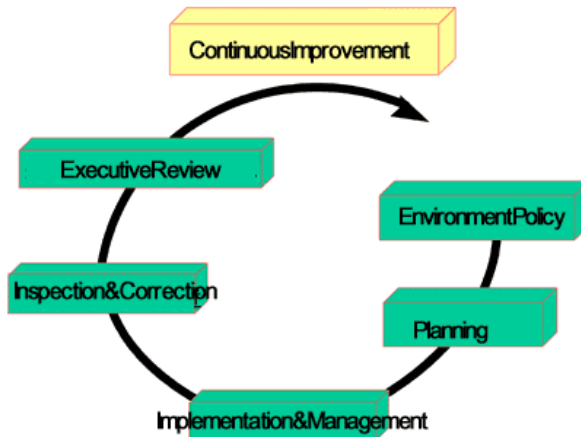 ContinuousImprovement
ExecutiveReview
EnvironmentPolicy
Inspection&Correction
Planning
Implementation&Management